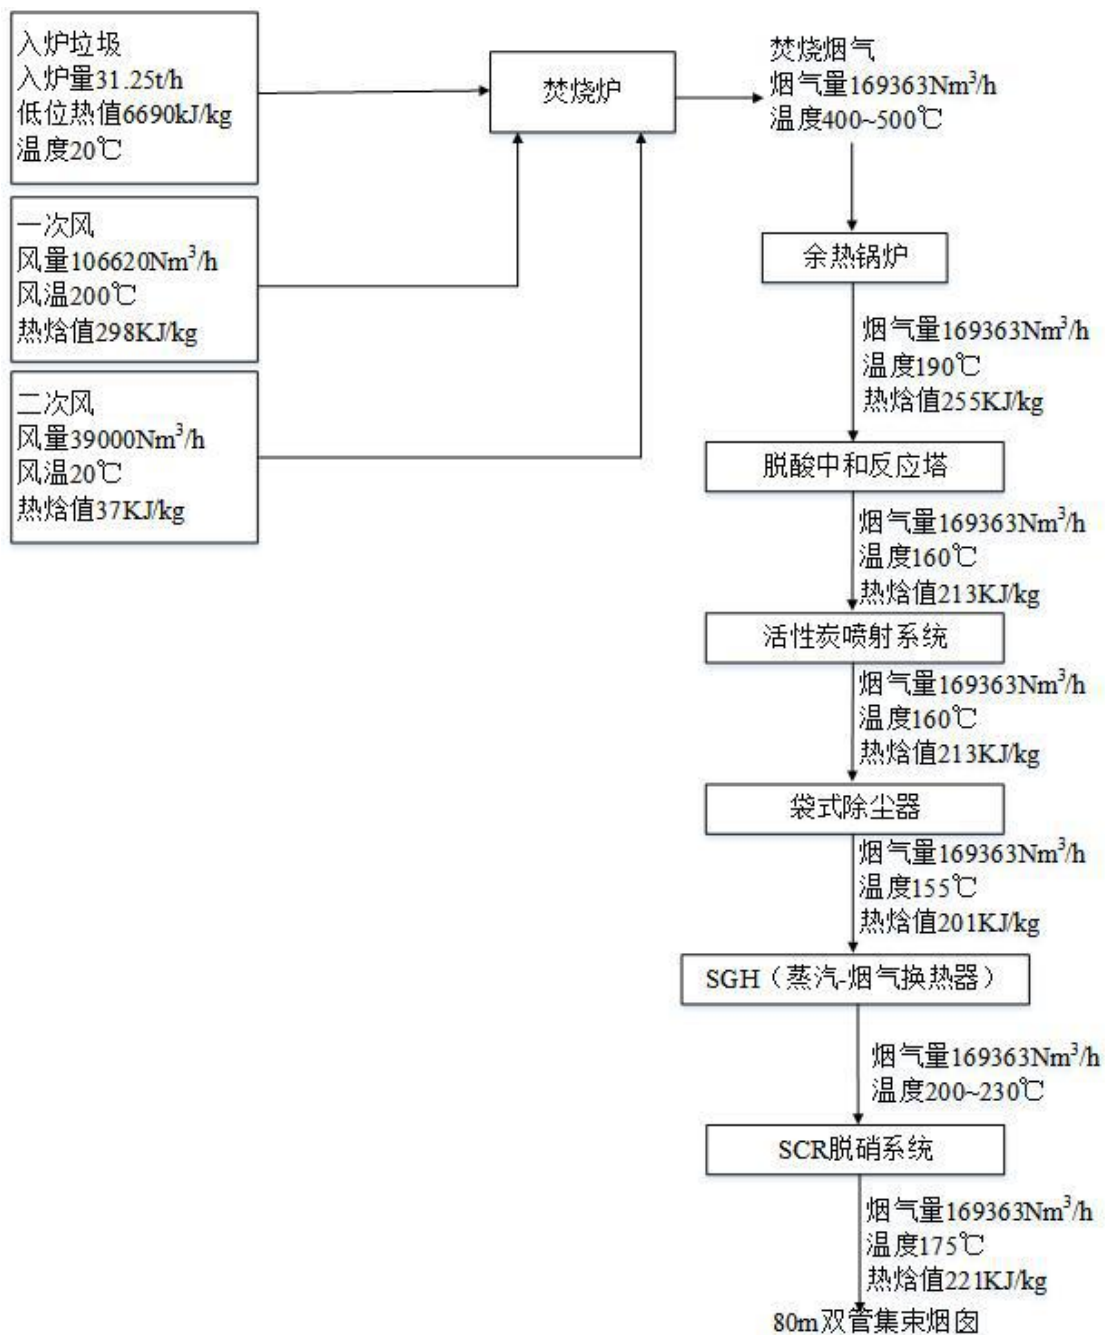 入炉垃圾
入炉量31.25t/h
低位热值6690kJ/kg
温度20℃
一次风
风量106620Nm³/h
风温200℃
热焓值298KJ/kg
二次风
风量39000Nm³/h
风温20℃
热焓值37KJ/kg
焚烧炉
焚烧烟气
烟气量169363Nm³/h
温度400~500℃
余热锅炉
烟气量169363Nm³/h
温度190℃
热焓值255KJ/kg
脱酸中和反应塔
烟气量169363Nm³/h
温度160℃
热焓值213KJ/kg
活性炭喷射系统
烟气量169363Nm³/h
温度160℃
热焓值213KJ/kg
袋式除尘器
烟气量169363Nm³/h
温度155℃
热焓值201KJ/kg
SGH（蒸汽-烟气换热器）
烟气量169363Nm³/h
温度200~230℃
SCR脱硝系统
烟气量169363Nm³/h
温度175℃
热焓值221KJ/kg
80m双管集束烟囱